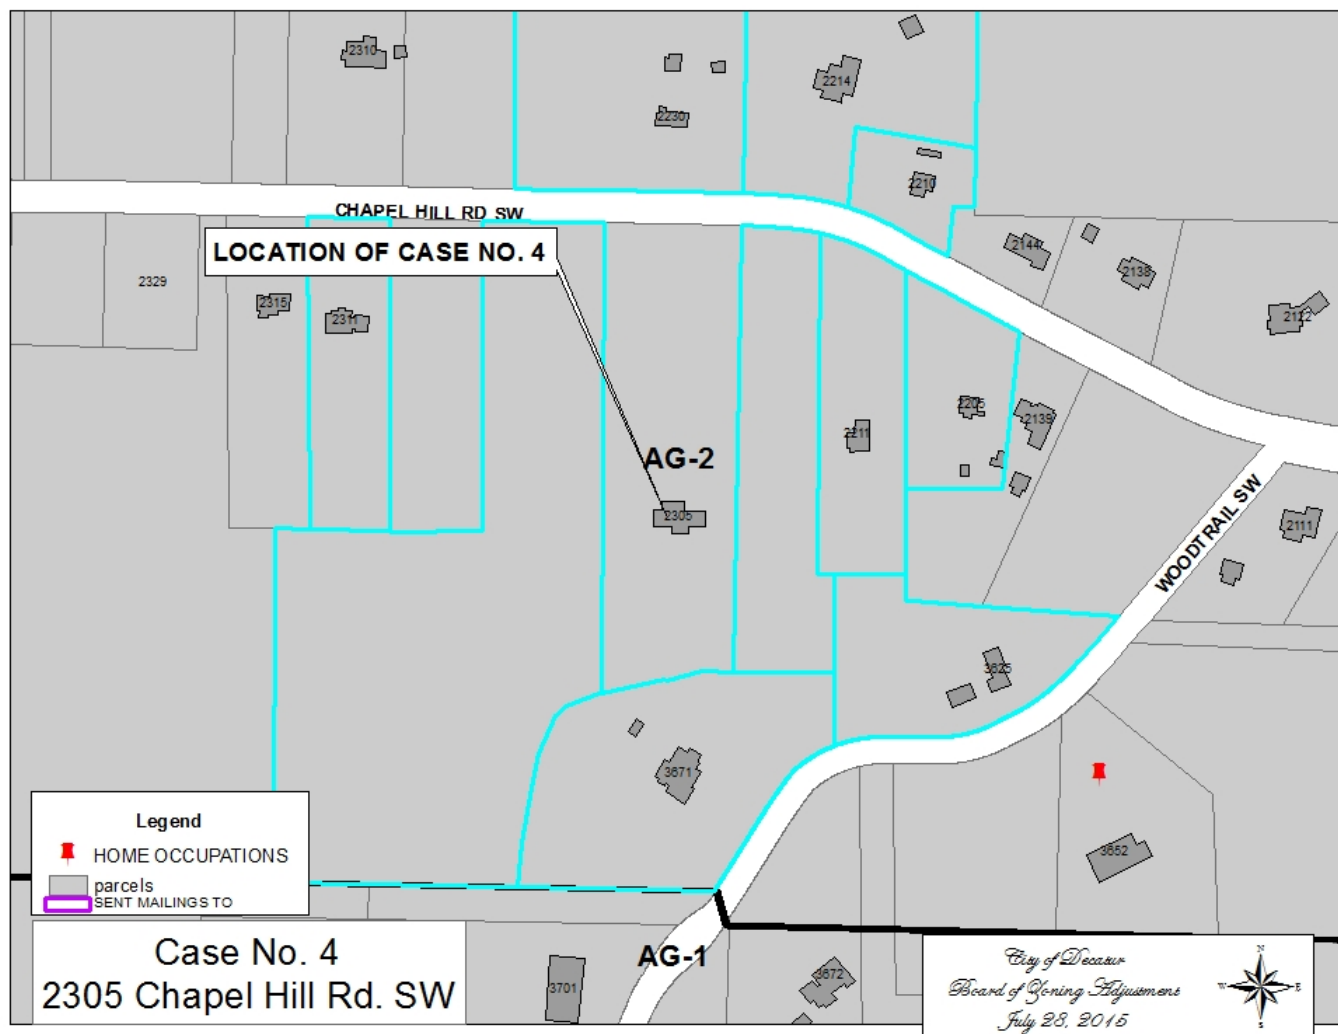 2310
2214
2230
2210
CHAPEL HILL RD SW
LOCATION OF CASE NO. 4
2144
2138
2329
2315
2311
2122
2205
2139
2211
AG-2
2305
WOODTRAIL SW
2111
3625
3671
3652
Legend
HOME OCCUPATIONS
parcels
SENT MAILINGS TO
Case No. 4
2305 Chapel Hill Rd. SW
AG-1
3701
3672
City of Decatur
Board of Zoning Adjustment
July 28, 2015
N
W E
S